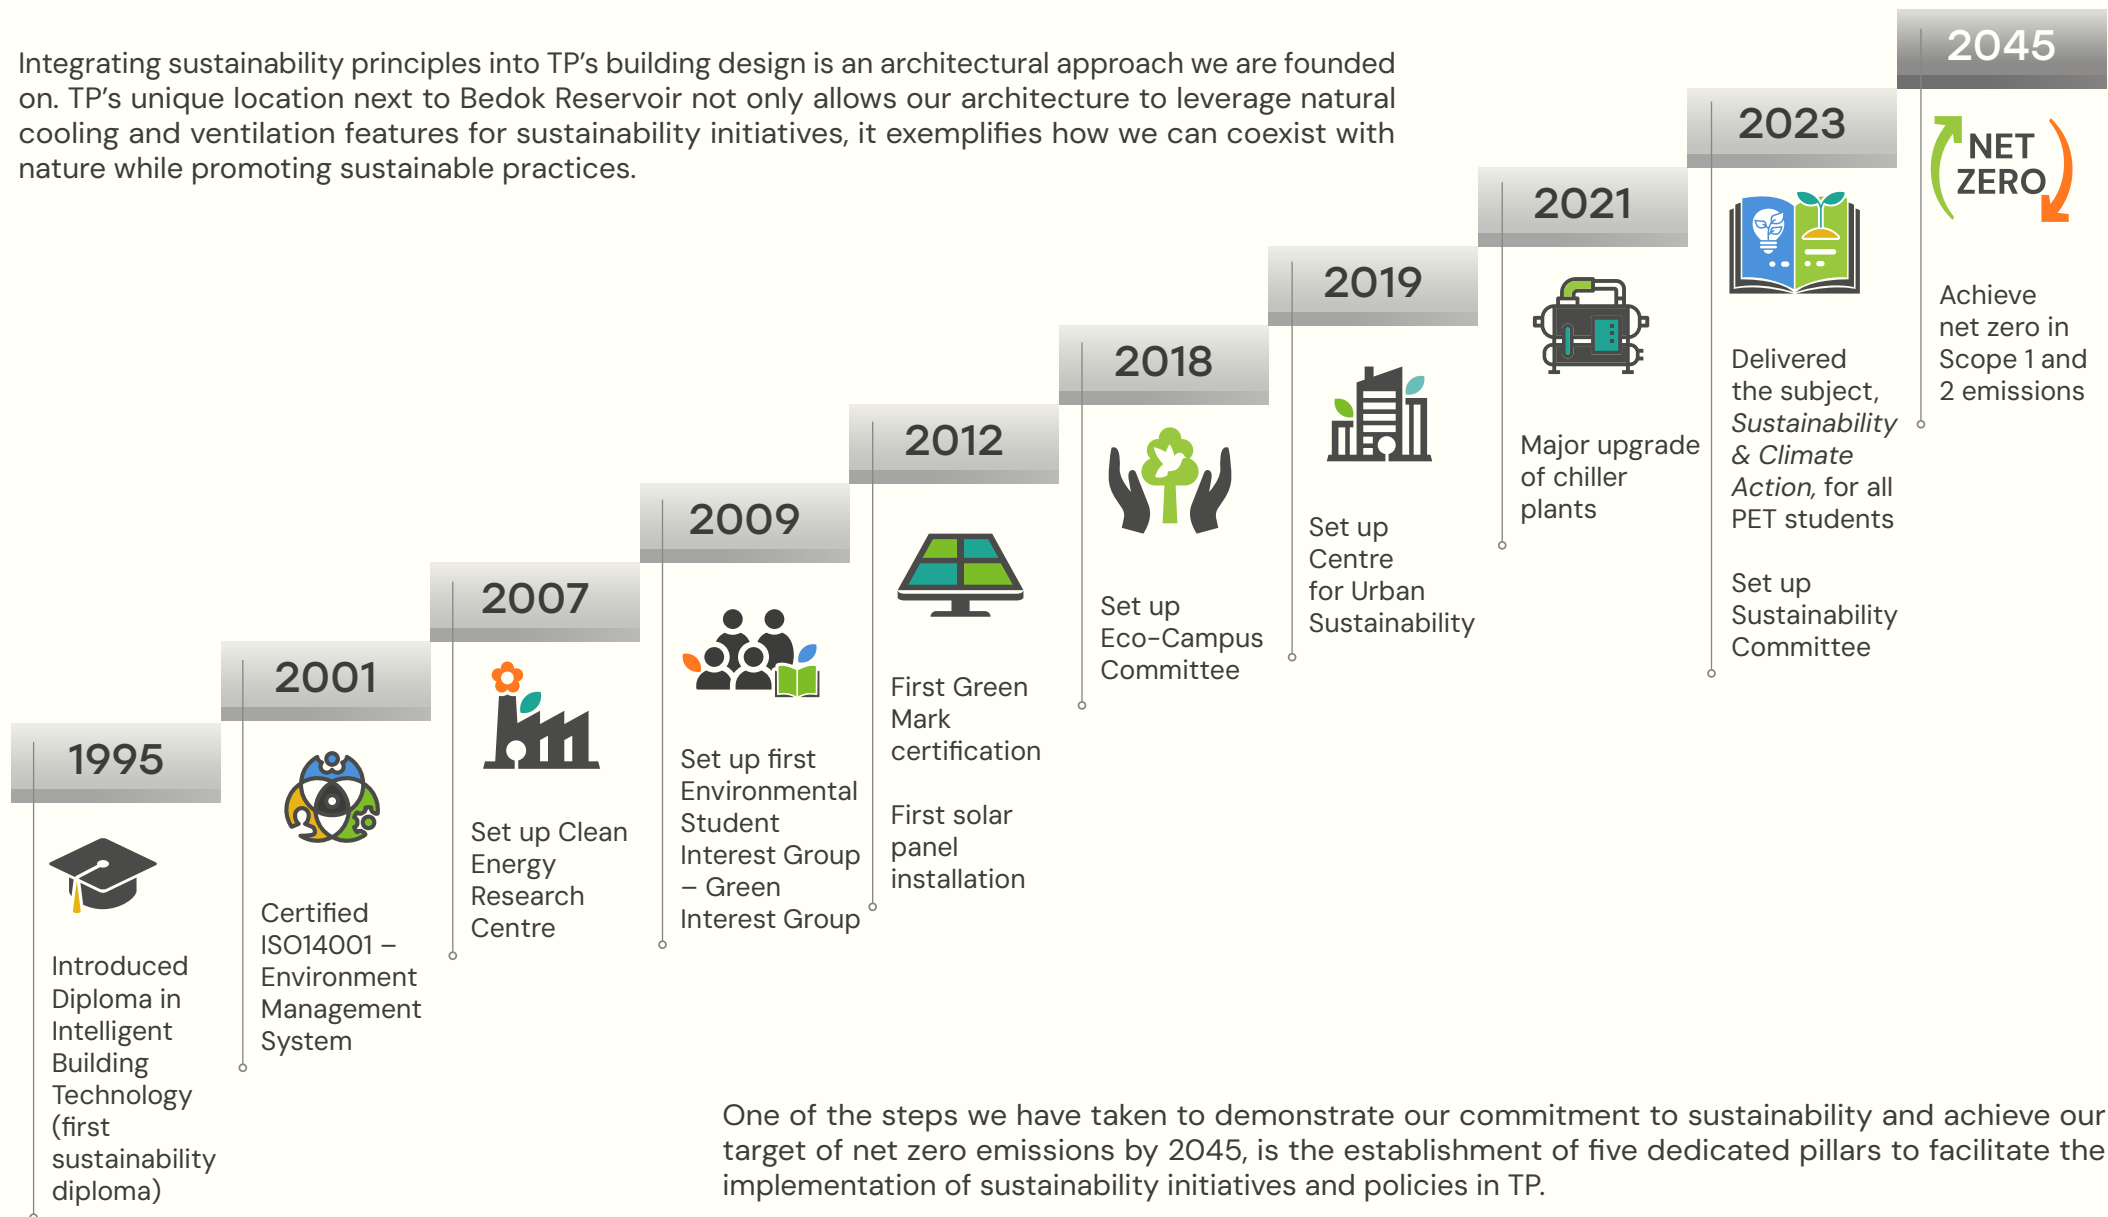 Integrating sustainability principles into TP's building design is an architectural approach we are founded
on. TP's unique location next to Bedok Reservoir not only allows our architecture to leverage natural
cooling and ventilation features for sustainability initiatives, it exemplifies how we can coexist with
nature while promoting sustainable practices.
1995
Introduced
Diploma in
Intelligent
Building
Technology
(first
sustainability
diploma)
2001
Certified
ISO14001 –
Environment
Management
System
2007
Set up Clean
Energy
Research
Centre
2009
Set up first
Environmental
Student
Interest Group
– Green
Interest Group
2012
First Green
Mark
certification
First solar
panel
installation
2018
Set up
Eco-Campus
Committee
2019
Set up
Centre
for Urban
Sustainability
2021
Major upgrade
of chiller
plants
2023
Delivered
the subject,
Sustainability
& Climate
Action, for all
PET students
Set up
Sustainability
Committee
2045
NET
ZERO
Achieve
net zero in
Scope 1 and
2 emissions
One of the steps we have taken to demonstrate our commitment to sustainability and achieve our
target of net zero emissions by 2045, is the establishment of five dedicated pillars to facilitate the
implementation of sustainability initiatives and policies in TP.